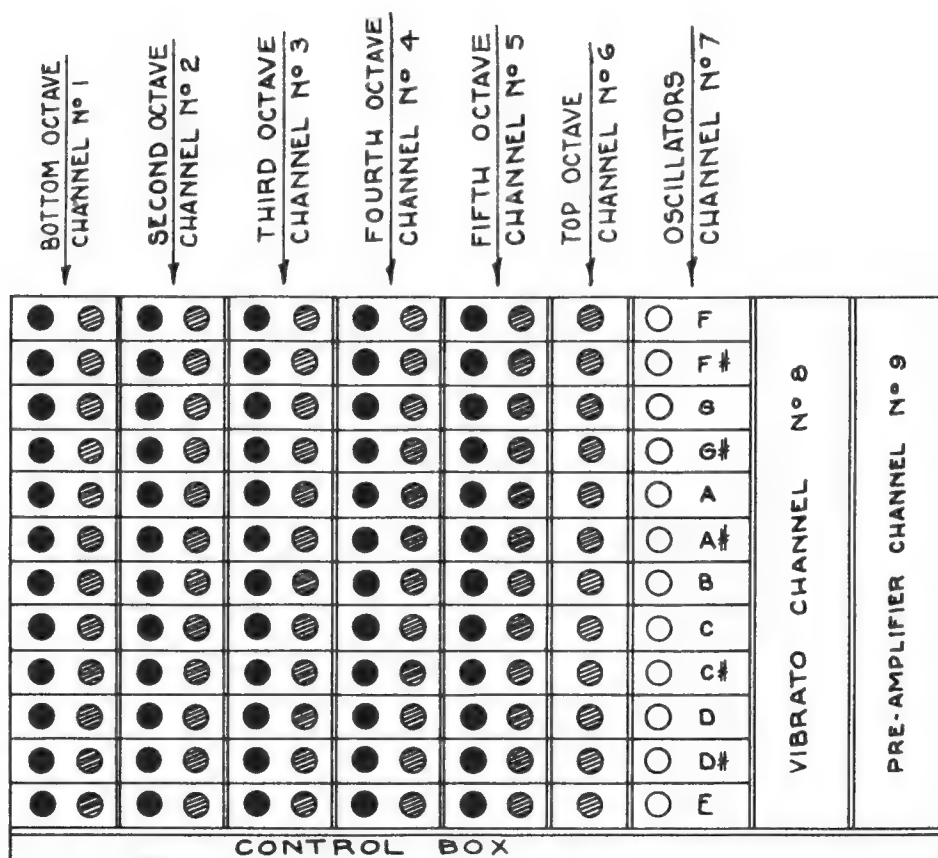 BOTTOM OCTAVE
CHANNEL Nº 1
SECOND OCTAVE
CHANNEL Nº 2
THIRD OCTAVE
CHANNEL Nº 3
FOURTH OCTAVE
CHANNEL Nº 4
FIFTH OCTAVE
CHANNEL Nº 5
TOP OCTAVE
CHANNEL Nº 6
OSCILLATORS
CHANNEL Nº 7
F
F#
G
G#
A
A#
B
C
C#
D
D#
E
VIBRATO CHANNEL Nº 8
PRE-AMPLIFIER CHANNEL Nº 9
CONTROL BOX